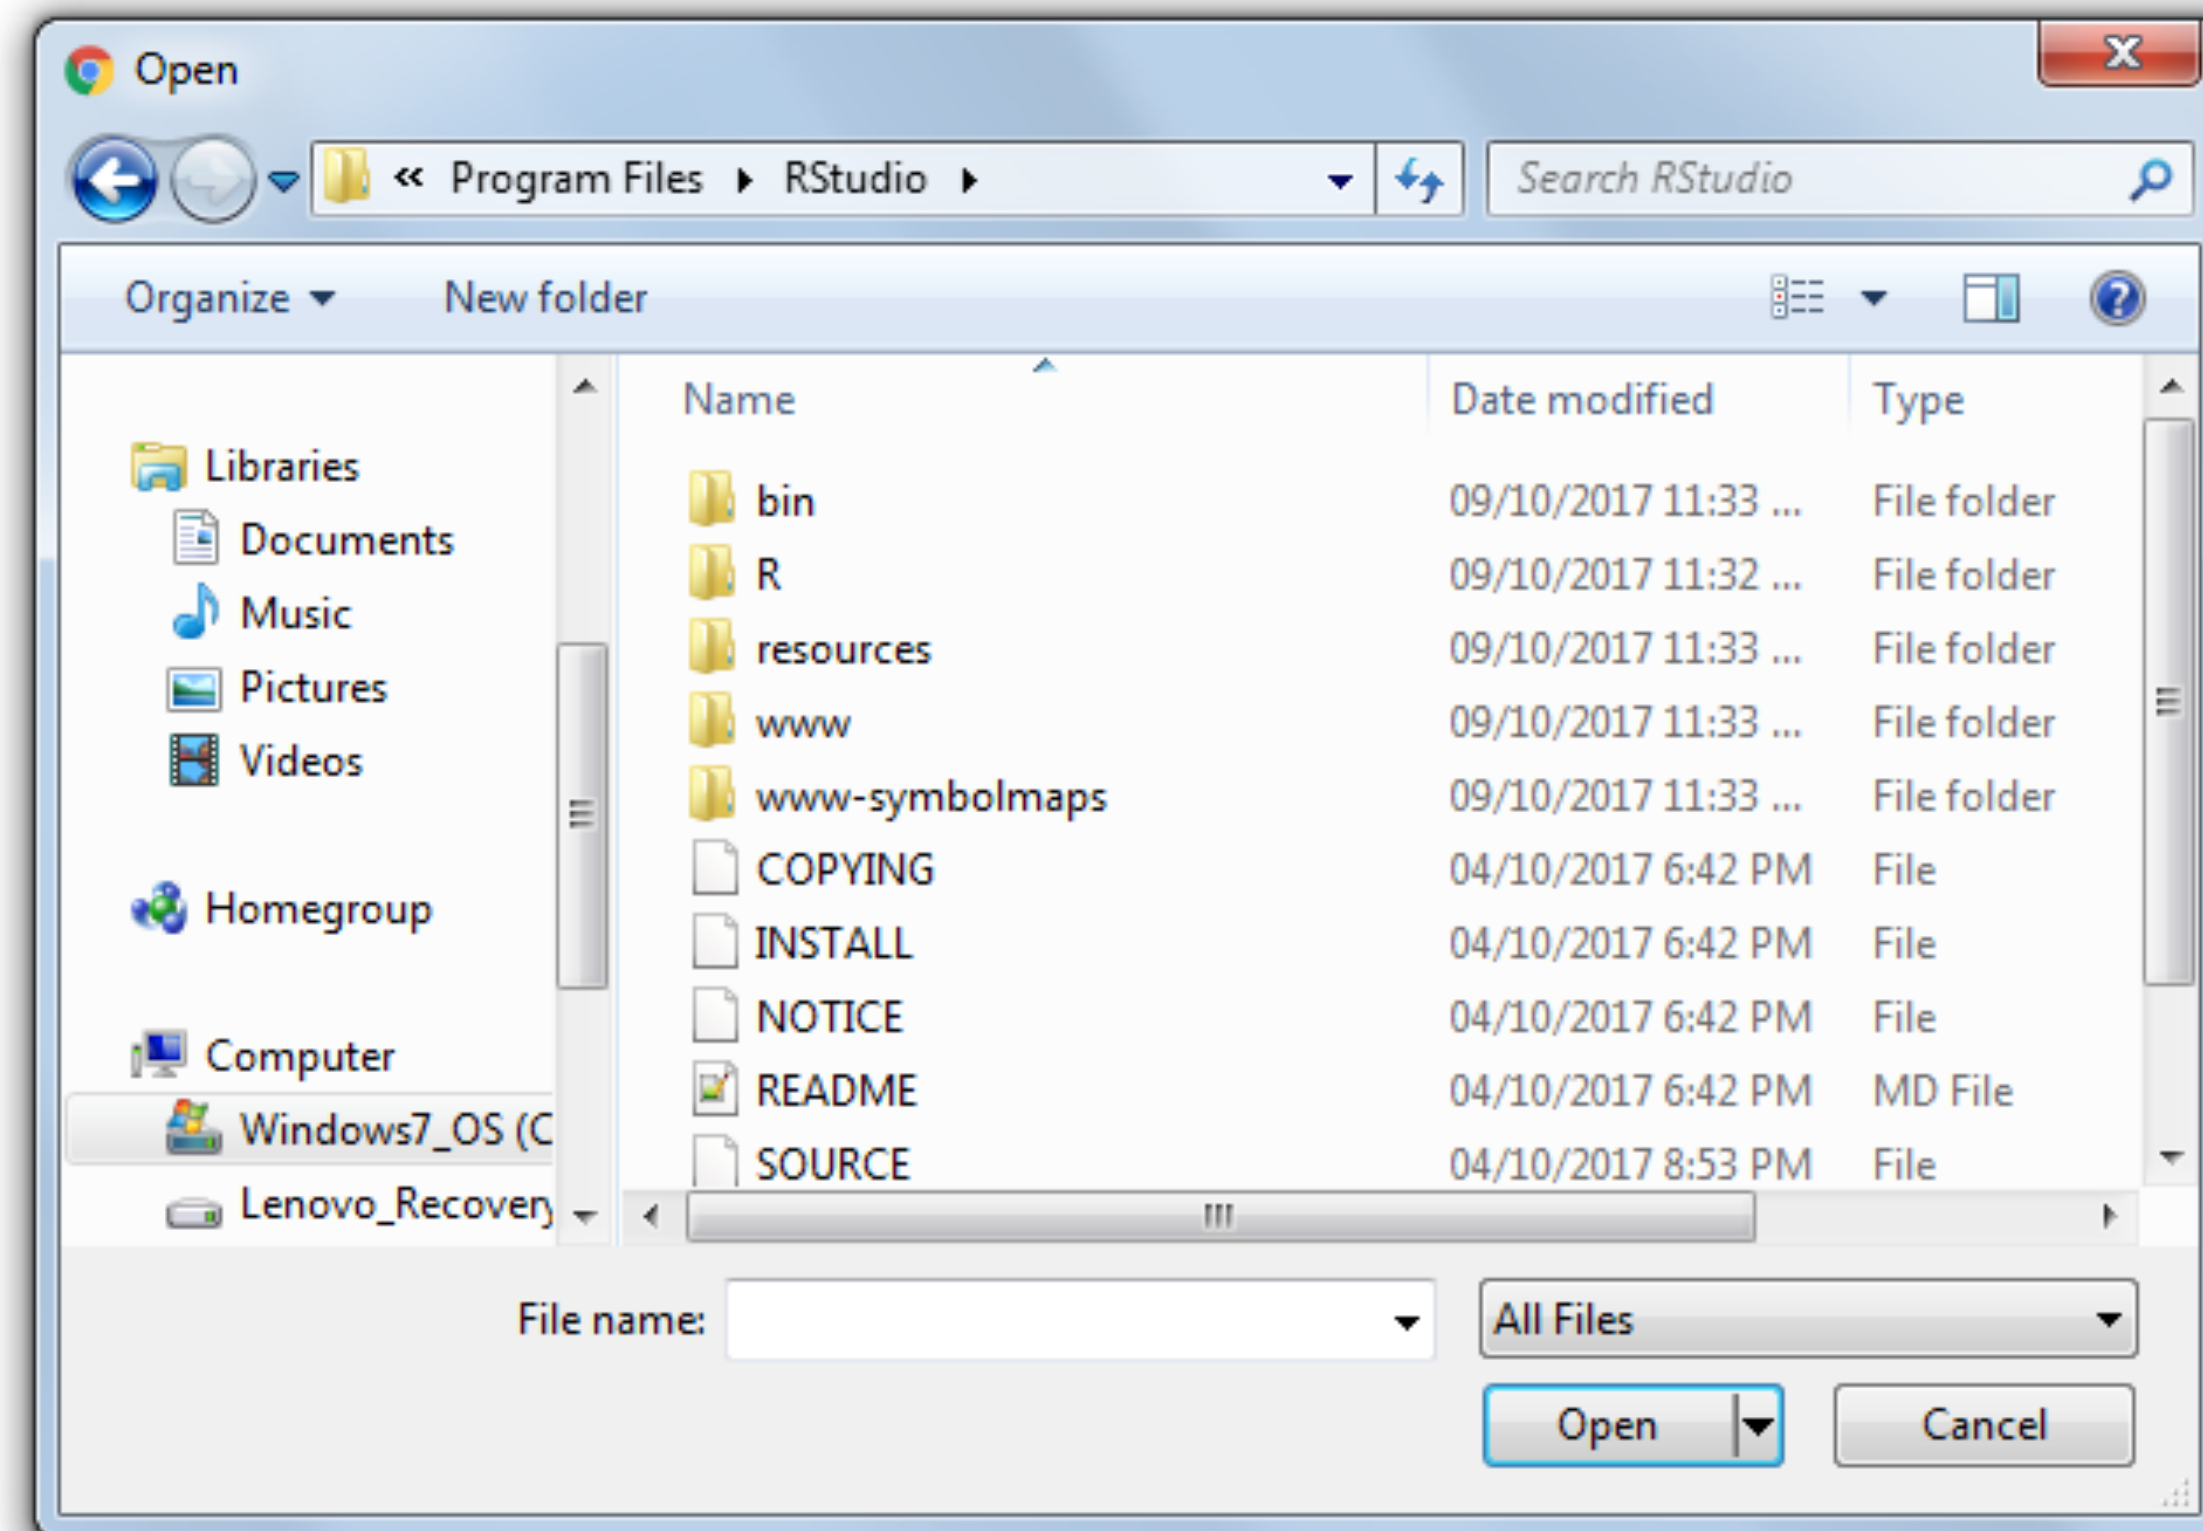 Open
« Program Files RStudio Search RStudio
Organize New folder
Name Date modified Type
Libraries
Documents
Music
Pictures
Videos
Homegroup
Computer
Windows7_OS (C
Lenovo_Recovery
bin 09/10/2017 11:33 ... File folder
R 09/10/2017 11:32 ... File folder
resources 09/10/2017 11:33 ... File folder
www 09/10/2017 11:33 ... File folder
www-symbolmaps 09/10/2017 11:33 ... File folder
COPYING 04/10/2017 6:42 PM File
INSTALL 04/10/2017 6:42 PM File
NOTICE 04/10/2017 6:42 PM File
README 04/10/2017 6:42 PM MD File
SOURCE 04/10/2017 8:53 PM File
File name: All Files
Open Cancel